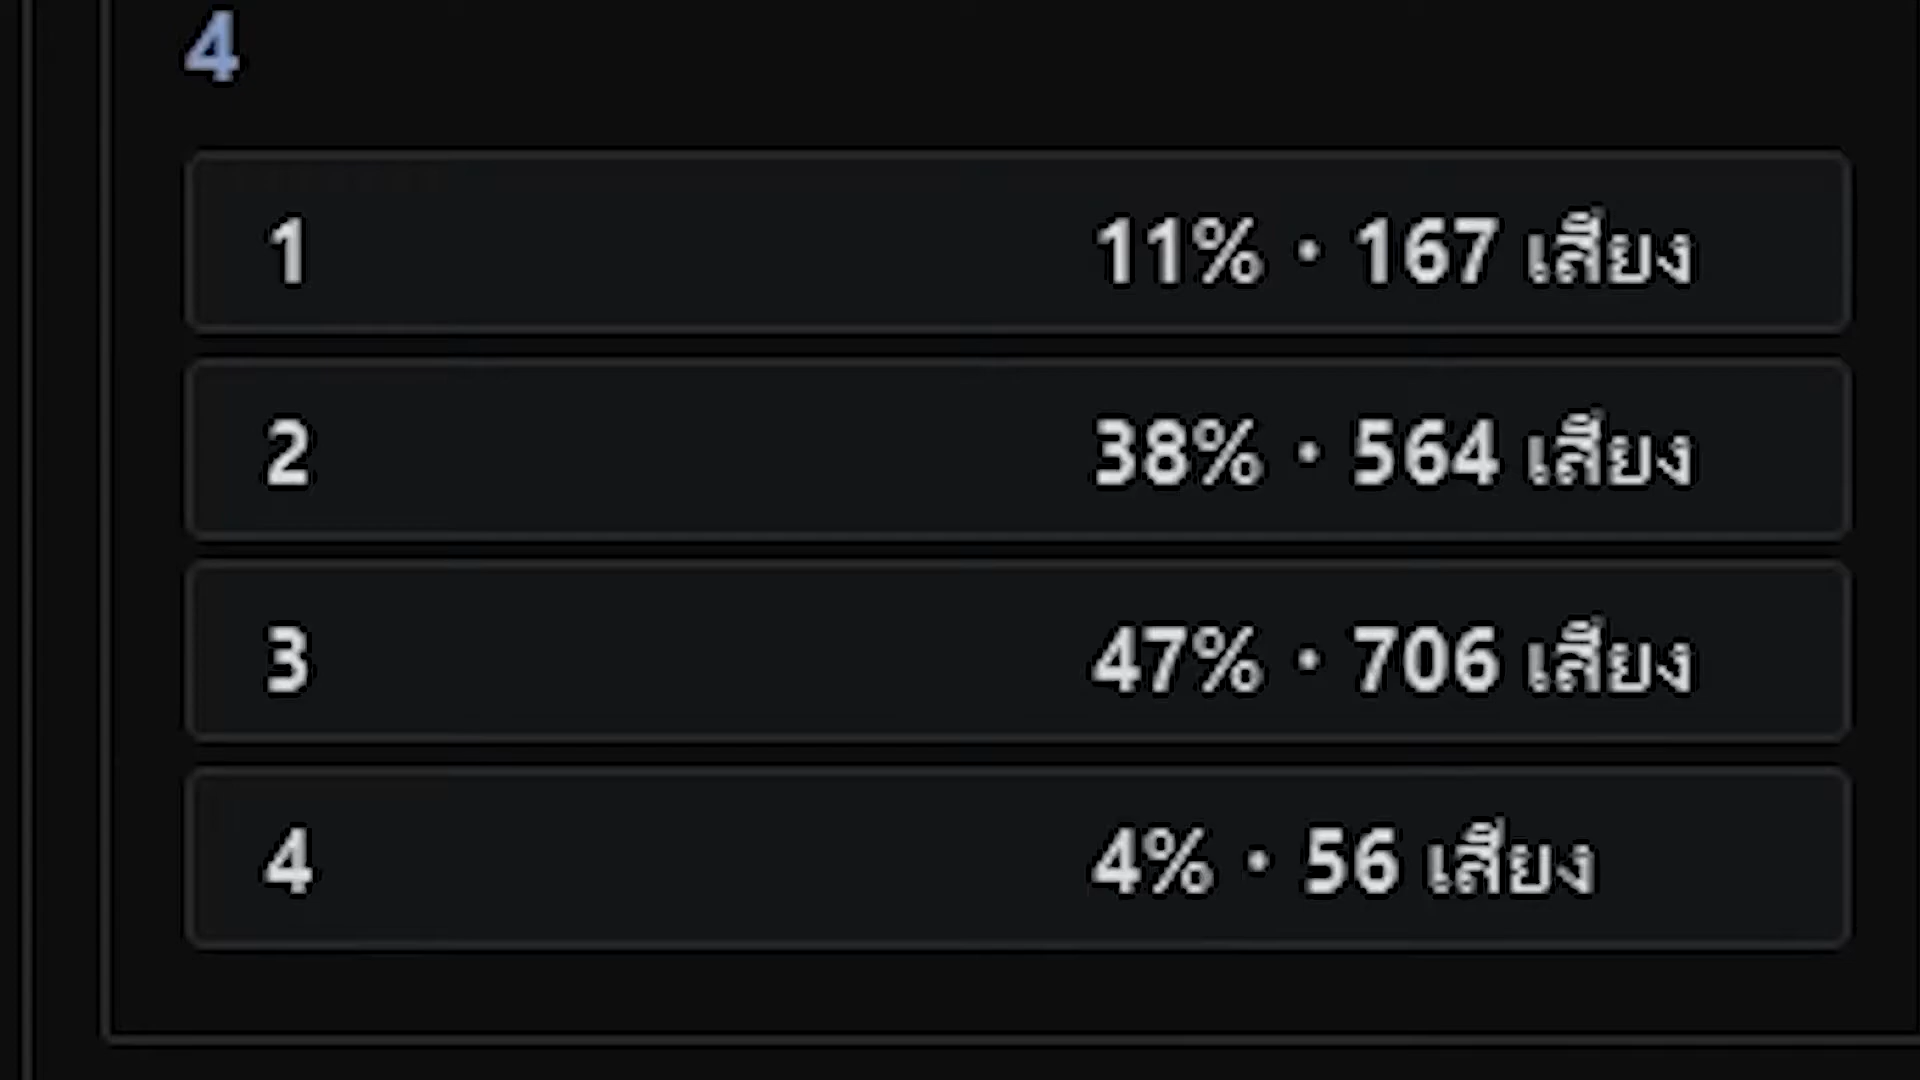 4
1 11% • 167 เสียง
2 38% • 564 เสียง
3 47% • 706 เสียง
4 4% • 56 เสียง